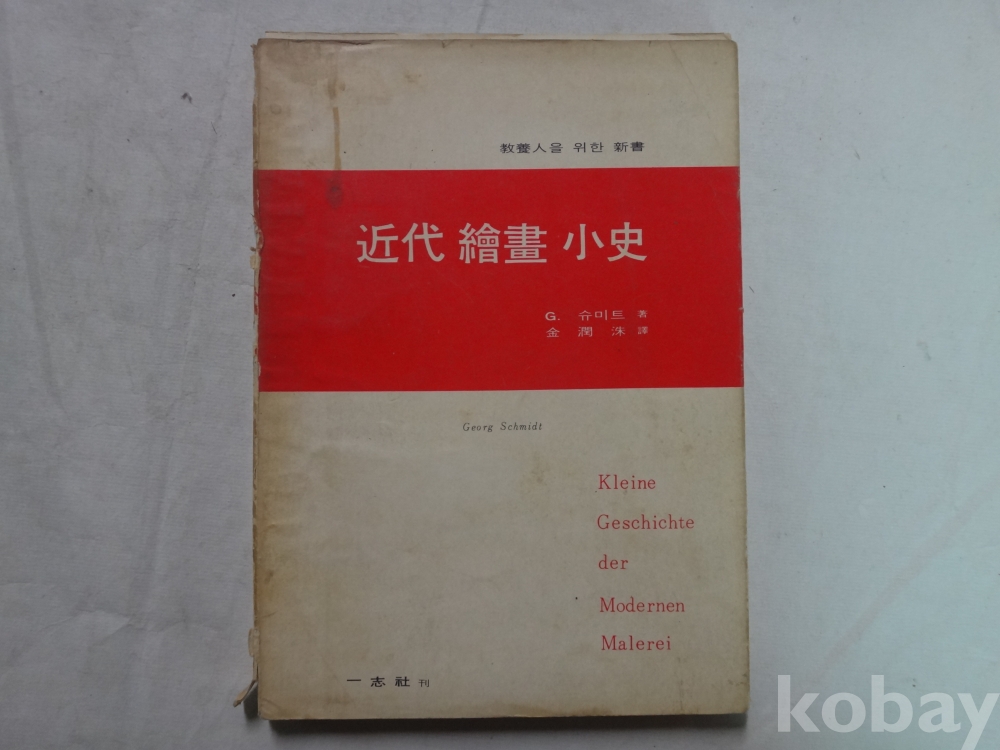 教養人을 위한 新書
近代 繪畫 小史
G. 슈미트 著
金 潤 洙 譯
Georg Schmidt
Kleine
Geschichte
der
Modernen
Malerei
一志社 刊
kobay